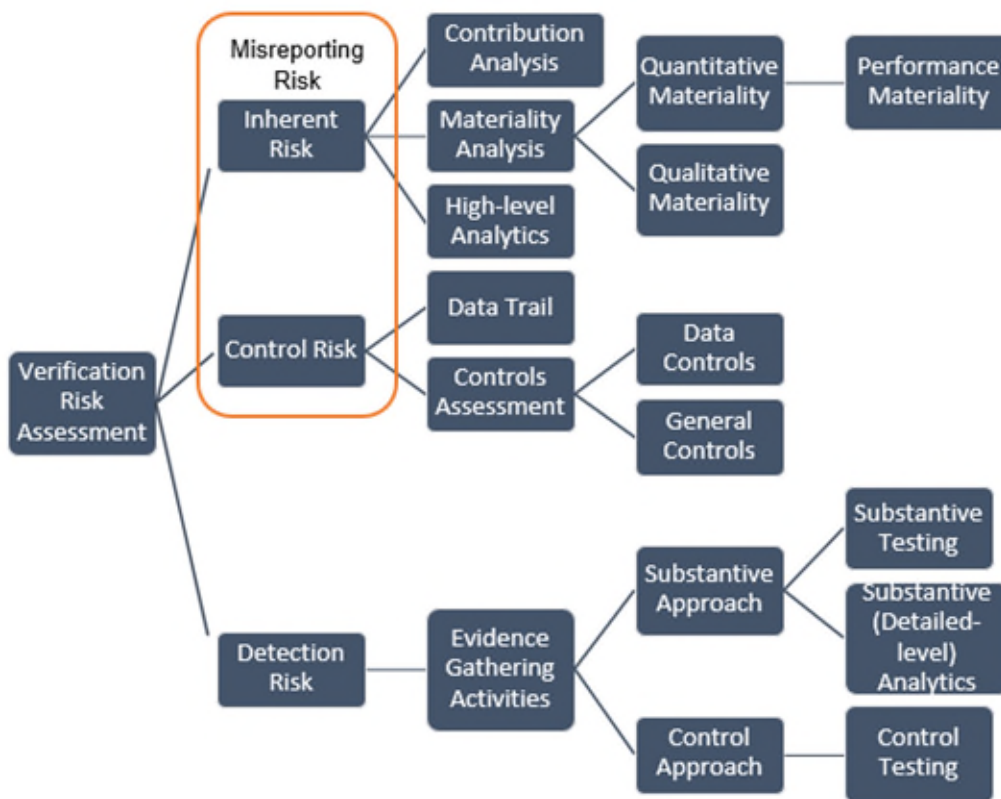 Misreporting
Risk
Inherent
Risk
Contribution
Analysis
Materiality
Analysis
High-level
Analytics
Quantitative
Materiality
Qualitative
Materiality
Performance
Materiality
Verification
Risk
Assessment
Control Risk
Data Trail
Controls
Assessment
Data
Controls
General
Controls
Detection
Risk
Evidence
Gathering
Activities
Substantive
Approach
Control
Approach
Substantive
Testing
Substantive
(Detailed-
level)
Analytics
Control
Testing